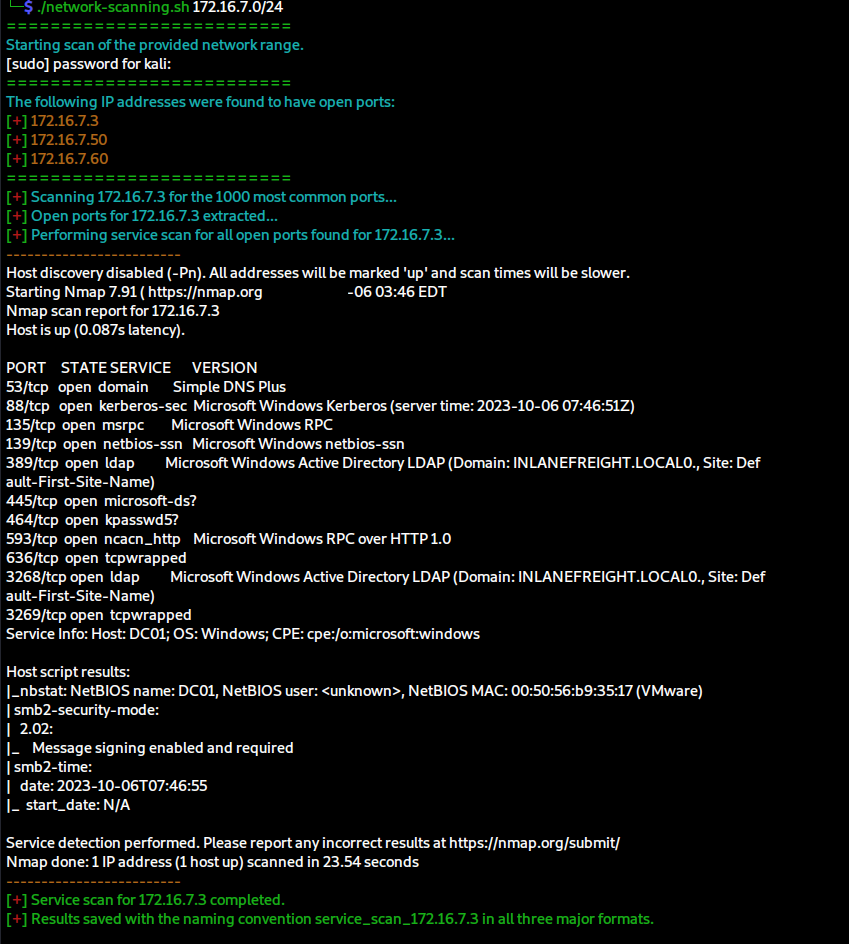 └─$ ./network-scanning.sh 172.16.7.0/24
==========================
Starting scan of the provided network range.
[sudo] password for kali:
==========================
The following IP addresses were found to have open ports:
[+] 172.16.7.3
[+] 172.16.7.50
[+] 172.16.7.60
==========================
[+] Scanning 172.16.7.3 for the 1000 most common ports...
[+] Open ports for 172.16.7.3 extracted...
[+] Performing service scan for all open ports found for 172.16.7.3...
-------------------------
Host discovery disabled (-Pn). All addresses will be marked 'up' and scan times will be slower.
Starting Nmap 7.91 ( https://nmap.org -06 03:46 EDT
Nmap scan report for 172.16.7.3
Host is up (0.087s latency).

PORT STATE SERVICE VERSION
53/tcp open domain Simple DNS Plus
88/tcp open kerberos-sec Microsoft Windows Kerberos (server time: 2023-10-06 07:46:51Z)
135/tcp open msrpc Microsoft Windows RPC
139/tcp open netbios-ssn Microsoft Windows netbios-ssn
389/tcp open ldap Microsoft Windows Active Directory LDAP (Domain: INLANEFREIGHT.LOCAL0., Site: Def
ault-First-Site-Name)
445/tcp open microsoft-ds?
464/tcp open kpasswd5?
593/tcp open ncacn_http Microsoft Windows RPC over HTTP 1.0
636/tcp open tcpwrapped
3268/tcp open ldap Microsoft Windows Active Directory LDAP (Domain: INLANEFREIGHT.LOCAL0., Site: Def
ault-First-Site-Name)
3269/tcp open tcpwrapped
Service Info: Host: DC01; OS: Windows; CPE: cpe:/o:microsoft:windows

Host script results:
|_nbstat: NetBIOS name: DC01, NetBIOS user: <unknown>, NetBIOS MAC: 00:50:56:b9:35:17 (VMware)
| smb2-security-mode:
| 2.02:
|_ Message signing enabled and required
| smb2-time:
| date: 2023-10-06T07:46:55
|_ start_date: N/A

Service detection performed. Please report any incorrect results at https://nmap.org/submit/
Nmap done: 1 IP address (1 host up) scanned in 23.54 seconds
-------------------------
[+] Service scan for 172.16.7.3 completed.
[+] Results saved with the naming convention service_scan_172.16.7.3 in all three major formats.